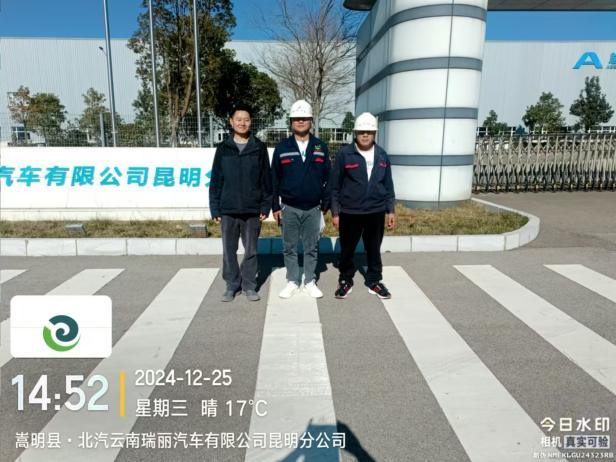 汽车有限公司昆明分
14:52
2024-12-25
星期三 晴 17°C
嵩明县·北汽云南瑞丽汽车有限公司昆明分公司
今日水印
相机 真实可验